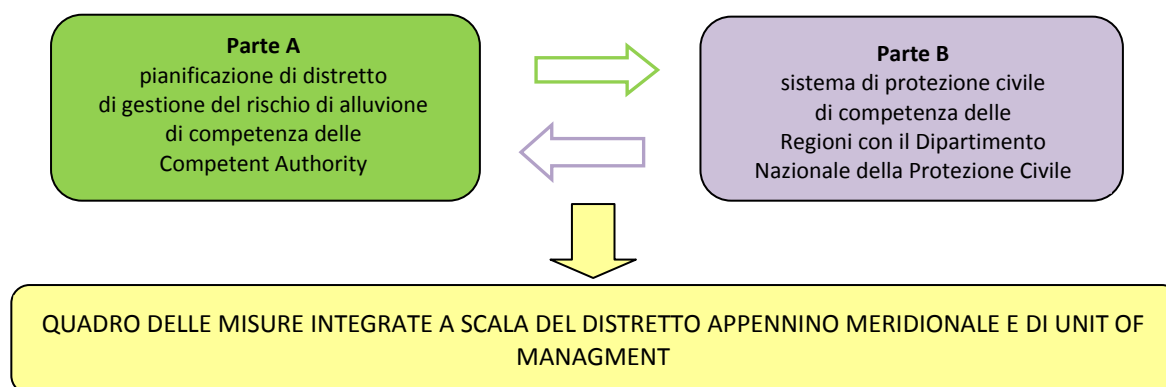 Parte A
pianificazione di distretto
di gestione del rischio di alluvione
di competenza delle
Competent Authority
Parte B
sistema di protezione civile
di competenza delle
Regioni con il Dipartimento
Nazionale della Protezione Civile
QUADRO DELLE MISURE INTEGRATE A SCALA DEL DISTRETTO APPENNINO MERIDIONALE E DI UNIT OF
MANAGMENT